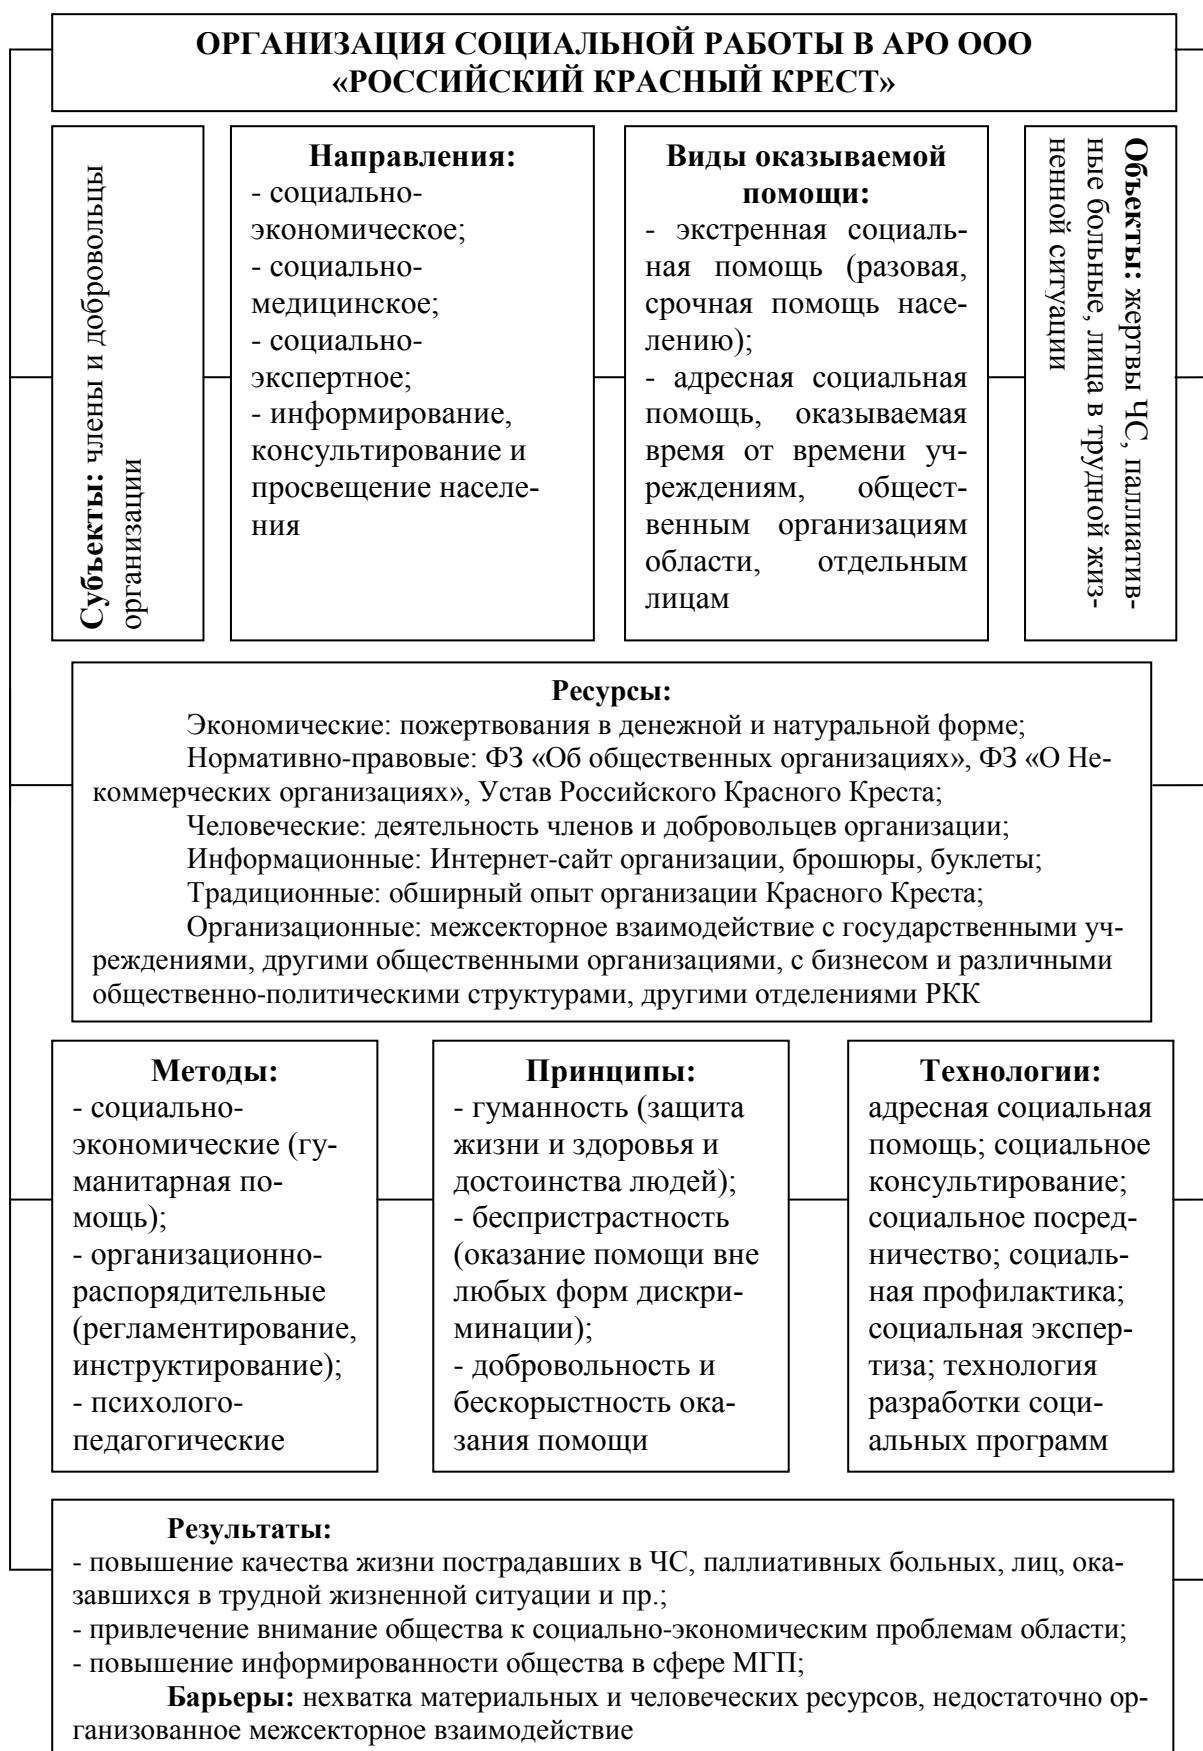 ОРГАНИЗАЦИЯ СОЦИАЛЬНОЙ РАБОТЫ В АРО ООО
«РОССИЙСКИЙ КРАСНЫЙ КРЕСТ»
Субъекты: члены и добровольцы
организации
Направления:
- социально-
экономическое;
- социально-
медицинское;
- социально-
экспертное;
- информирование,
консультирование и
просвещение населе-
ния
Виды оказываемой
помощи:
- экстренная социаль-
ная помощь (разовая,
срочная помощь насе-
лению);
- адресная социальная
помощь, оказываемая
время от времени уч-
реждениям, общест-
венным организациям
области, отдельным
лицам
Объекты: жертвы ЧС, паллиатив-
ные больные, лица в трудной жиз-
ненной ситуации
Ресурсы:
Экономические: пожертвования в денежной и натуральной форме;
Нормативно-правовые: ФЗ «Об общественных организациях», ФЗ «О Не-
коммерческих организациях», Устав Российского Красного Креста;
Человеческие: деятельность членов и добровольцев организации;
Информационные: Интернет-сайт организации, брошюры, буклеты;
Традиционные: обширный опыт организации Красного Креста;
Организационные: межсекторное взаимодействие с государственными уч-
реждениями, другими общественными организациями, с бизнесом и различными
общественно-политическими структурами, другими отделениями РКК
Методы:
- социально-
экономические (гу-
манитарная по-
мощь);
- организационно-
распорядительные
(регламентирование,
инструктирование);
- психолого-
педагогические
Принципы:
- гуманность (защита
жизни и здоровья и
достоинства людей);
- беспристрастность
(оказание помощи вне
любых форм дискри-
минации);
- добровольность и
бескорыстность ока-
зания помощи
Технологии:
адресная социальная
помощь; социальное
консультирование;
социальное посред-
ничество; социаль-
ная профилактика;
социальная экспер-
тиза; технология
разработки соци-
альных программ
Результаты:
- повышение качества жизни пострадавших в ЧС, паллиативных больных, лиц, ока-
завшихся в трудной жизненной ситуации и пр.;
- привлечение внимание общества к социально-экономическим проблемам области;
- повышение информированности общества в сфере МГП;
Барьеры: нехватка материальных и человеческих ресурсов, недостаточно ор-
ганизованное межсекторное взаимодействие